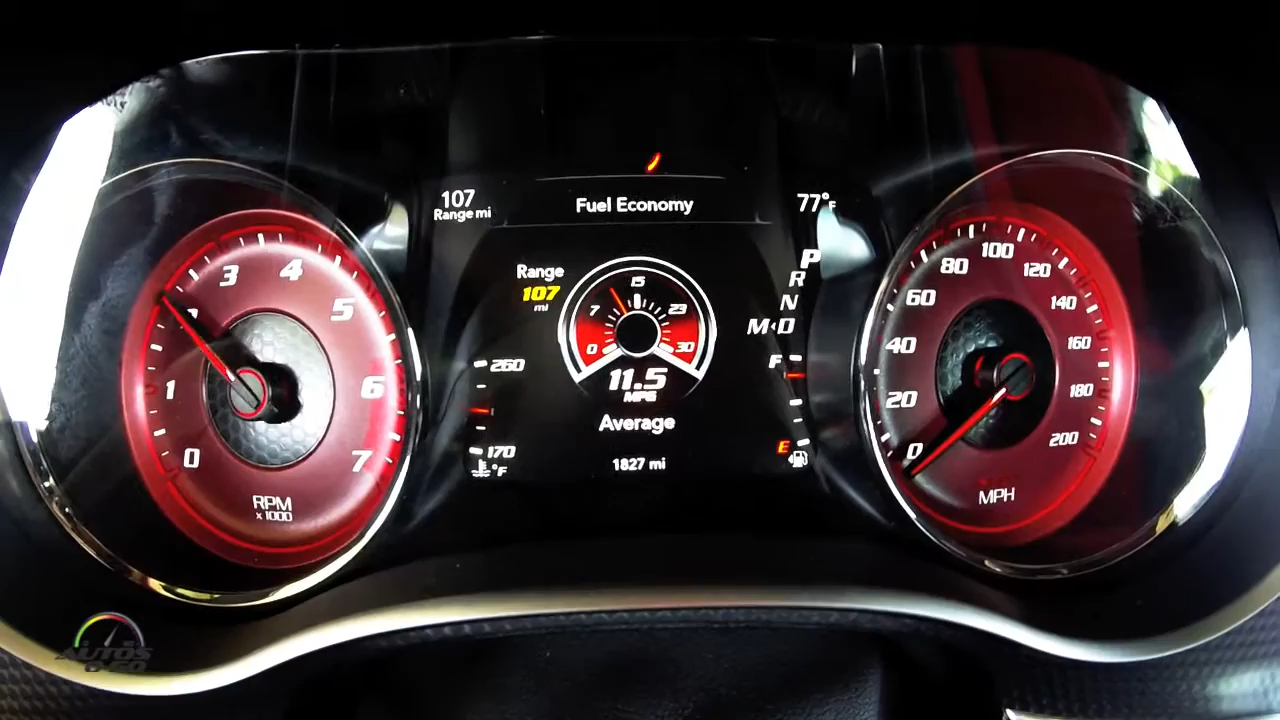 107
Range mi
Fuel Economy
77°F
Range
107
mi
0
7
15
23
30
11.5
MPG
Average
1827 mi
P
R
N
M‹D
F
E
260
170
°F
0
1
3
4
5
6
7
RPM
x 1000
0
20
40
60
80
100
120
140
160
180
200
MPH
AUTOS